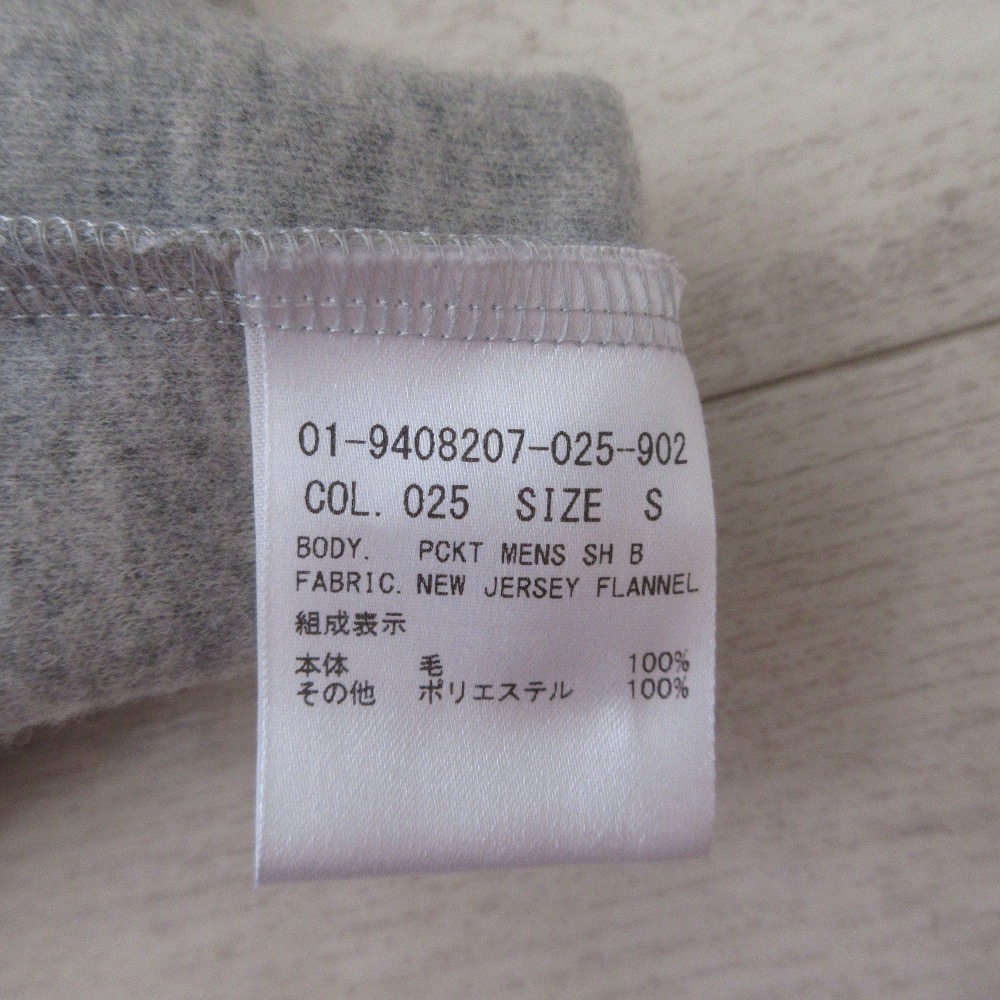 01-9408207-025-902
COL. 025 SIZE S
BODY. PCKT MENS SH B
FABRIC. NEW JERSEY FLANNEL
組成表示
本体 毛 100%
その他 ポリエステル 100%